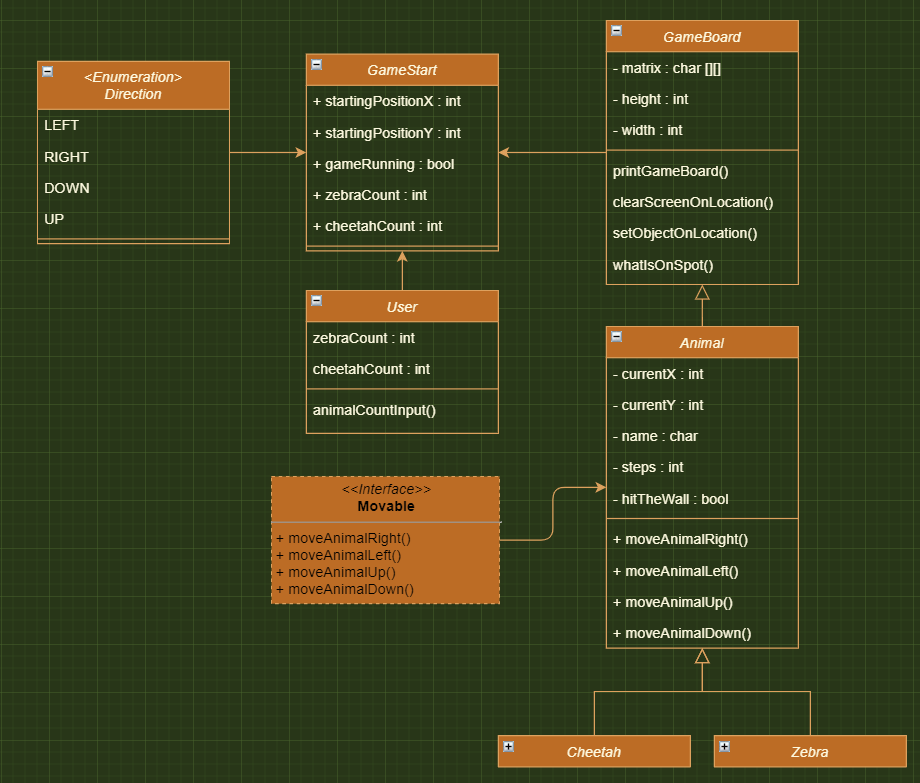 <Enumeration>
Direction
LEFT
RIGHT
DOWN
UP
GameStart
+ startingPositionX : int
+ startingPositionY : int
+ gameRunning : bool
+ zebraCount : int
+ cheetahCount : int
GameBoard
- matrix : char [][]
- height : int
- width : int
printGameBoard()
clearScreenOnLocation()
setObjectOnLocation()
whatIsOnSpot()
User
zebraCount : int
cheetahCount : int
animalCountInput()
Animal
- currentX : int
- currentY : int
- name : char
- steps : int
- hitTheWall : bool
+ moveAnimalRight()
+ moveAnimalLeft()
+ moveAnimalUp()
+ moveAnimalDown()
<<Interface>>
Movable
+ moveAnimalRight()
+ moveAnimalLeft()
+ moveAnimalUp()
+ moveAnimalDown()
Cheetah
Zebra